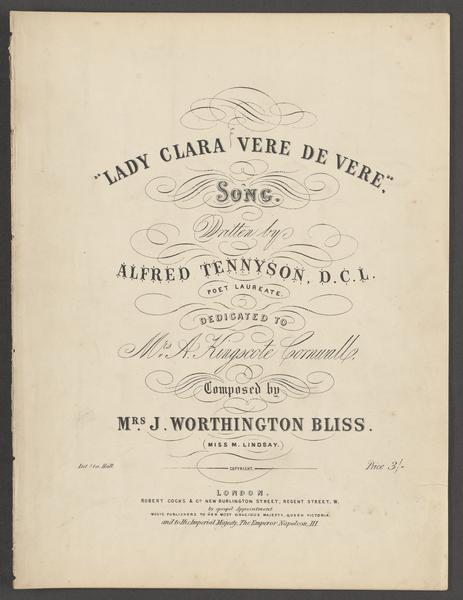 "LADY CLARA VERE DE VERE,"
SONG.
Written by
ALFRED TENNYSON, D.C.L.
POET LAUREATE.
DEDICATED TO
Mrs. A. Kingscote Cornwall.
Composed by
MRS J. WORTHINGTON BLISS.
(MISS M. LINDSAY.)
Ent. Sta. Hall. COPYRIGHT. Price 3/-
LONDON,
ROBERT COCKS & Co. NEW BURLINGTON STREET, REGENT STREET, W.
by special Appointment
MUSIC PUBLISHERS TO HER MOST GRACIOUS MAJESTY, QUEEN VICTORIA,
and to His Imperial Majesty, The Emperor Napoleon, III.